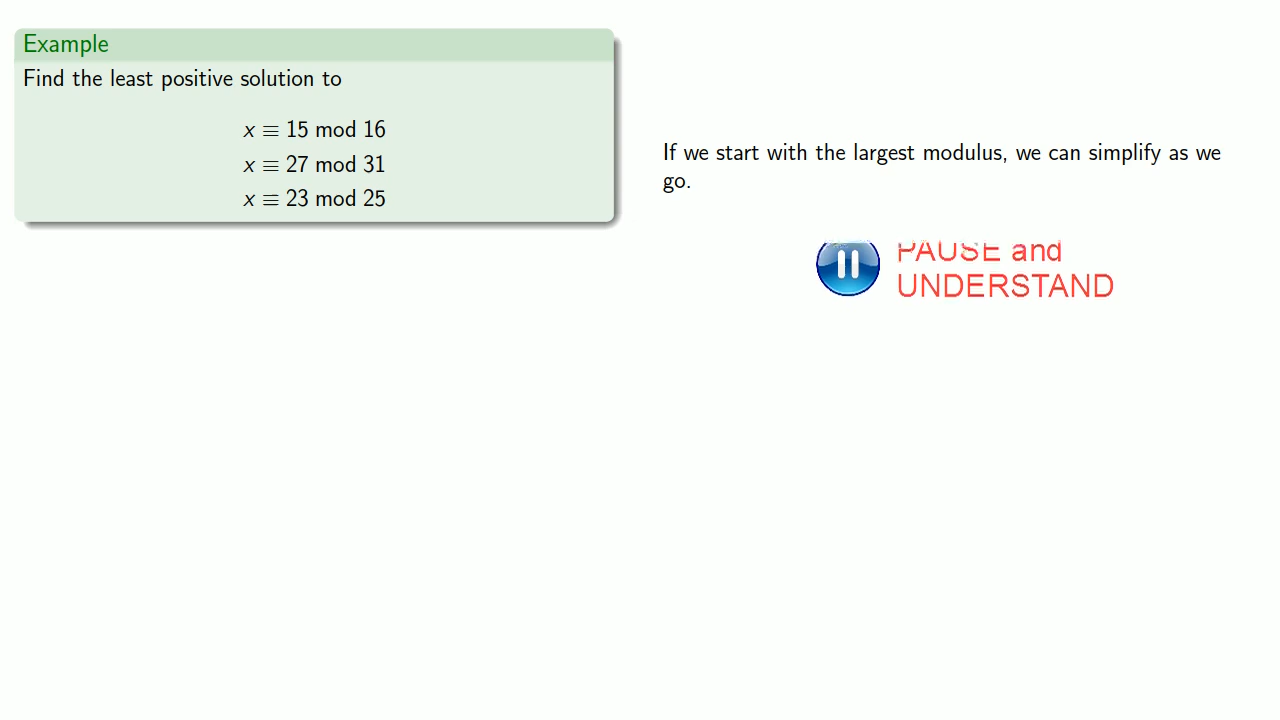 Example
Find the least positive solution to
x ≡ 15 mod 16
x ≡ 27 mod 31
x ≡ 23 mod 25
If we start with the largest modulus, we can simplify as we
go.
PAUSE and
UNDERSTAND